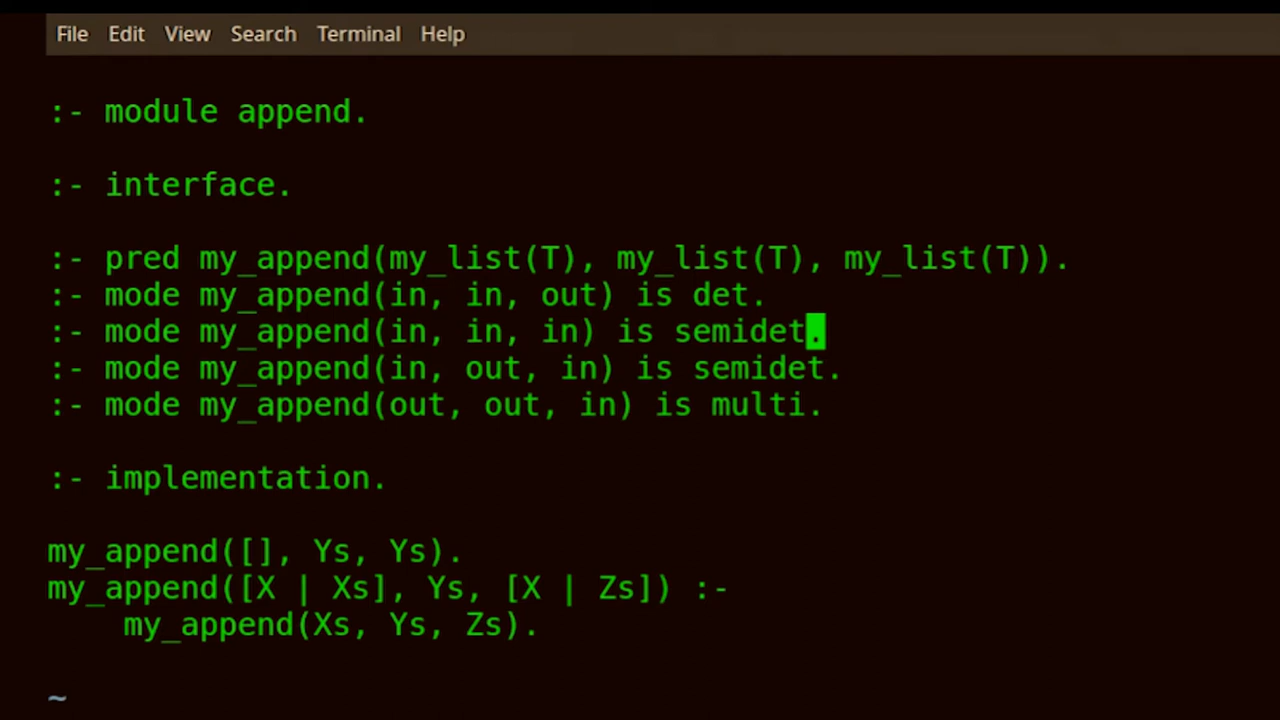 File Edit View Search Terminal Help
:- module append.
:- interface.
:- pred my_append(my_list(T), my_list(T), my_list(T)).
:- mode my_append(in, in, out) is det.
:- mode my_append(in, in, in) is semidet.
:- mode my_append(in, out, in) is semidet.
:- mode my_append(out, out, in) is multi.
:- implementation.
my_append([], Ys, Ys).
my_append([X | Xs], Ys, [X | Zs]) :-
    my_append(Xs, Ys, Zs).
~